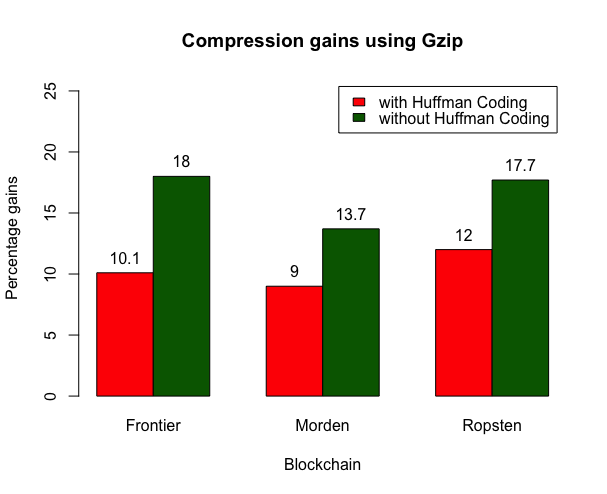 Compression gains using Gzip
with Huffman Coding
without Huffman Coding
Percentage gains
25
20
15
10
5
0
10.1
18
9
13.7
12
17.7
Frontier
Morden
Ropsten
Blockchain